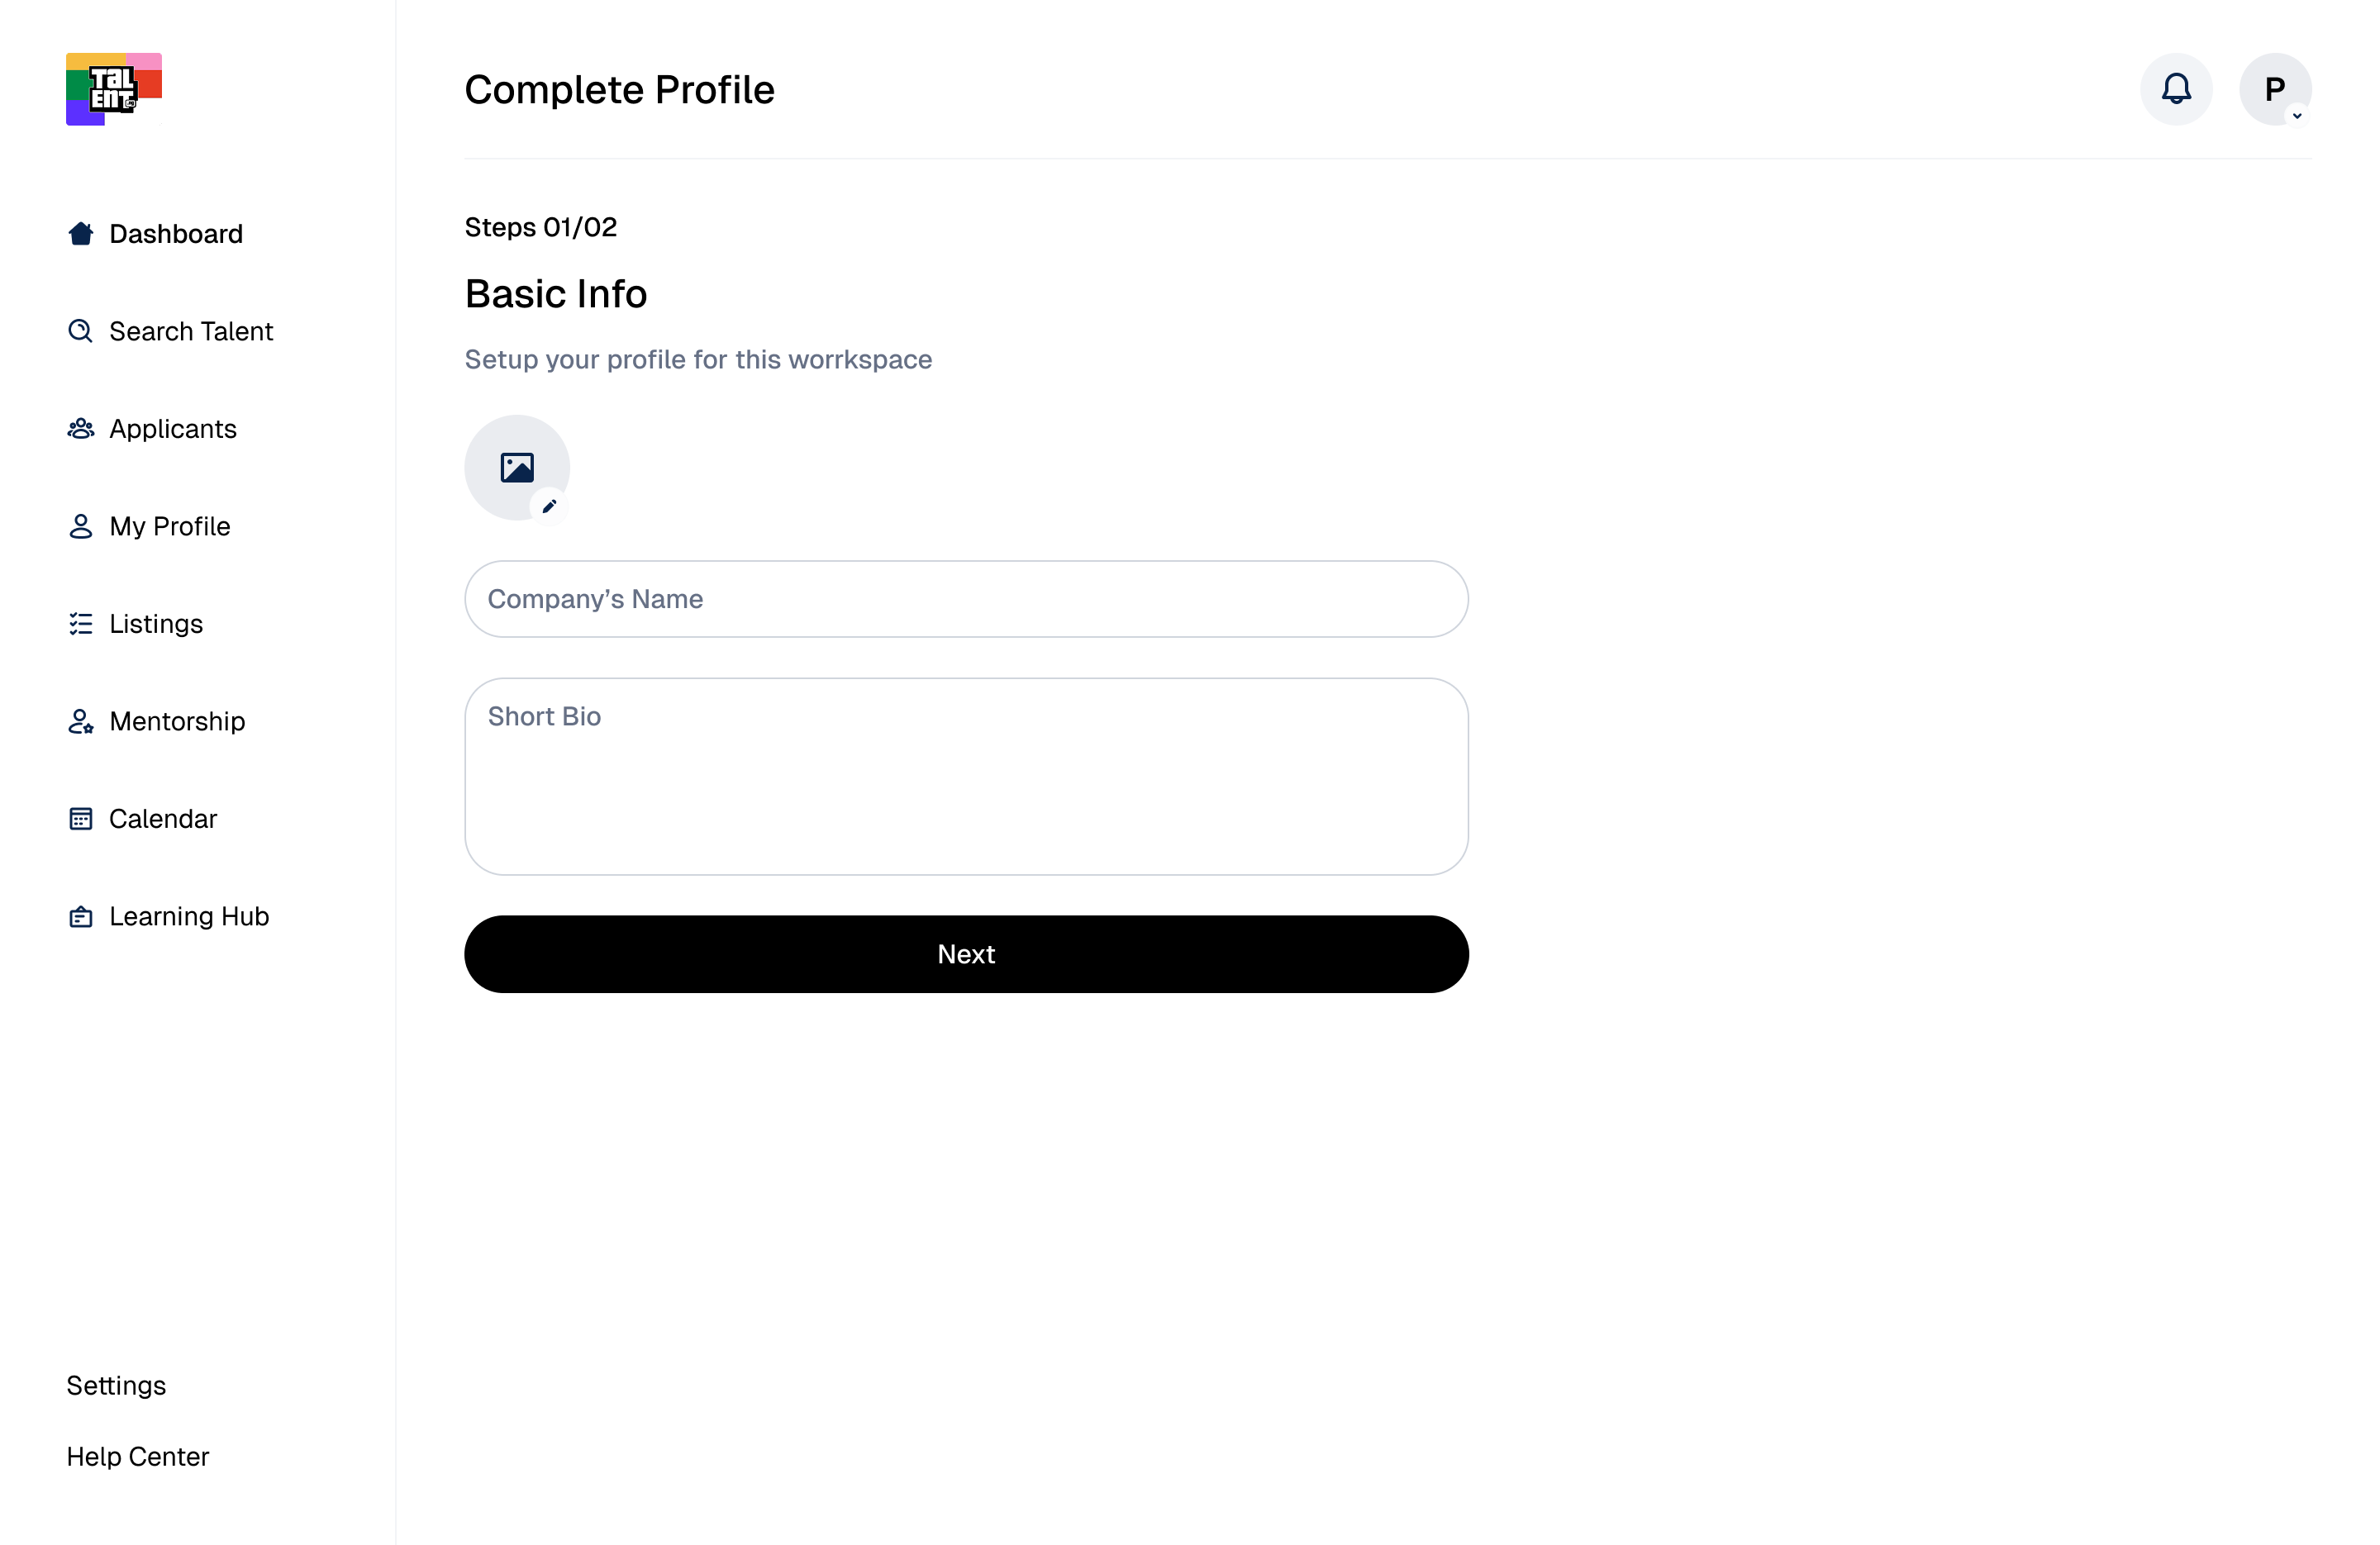 TaL
EnT
Dashboard
Search Talent
Applicants
My Profile
Listings
Mentorship
Calendar
Learning Hub
Settings
Help Center
Complete Profile
P
Steps 01/02
Basic Info
Setup your profile for this worrkspace
Company’s Name
Short Bio
Next